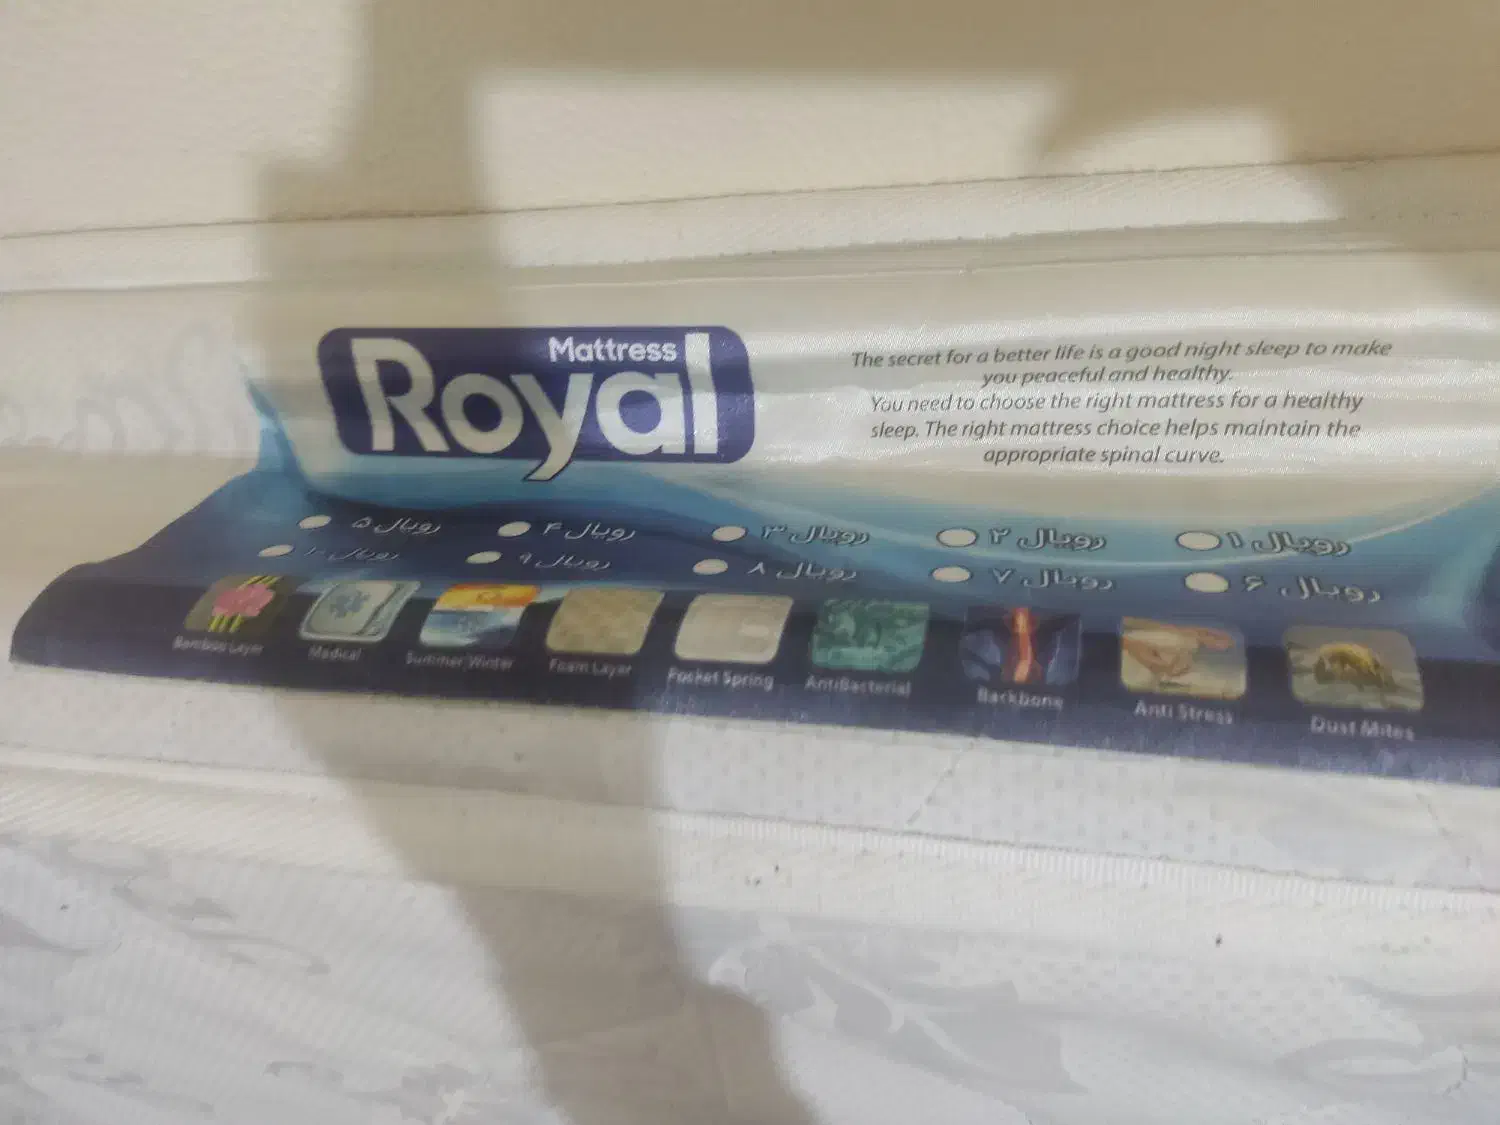 Mattress
Royal
The secret for a better life is a good night sleep to make
you peaceful and healthy.
You need to choose the right mattress for a healthy
sleep. The right mattress choice helps maintain the
appropriate spinal curve.
رویال ۱ رویال ۲ رویال ۳ رویال ۴ رویال ۵
رویال ۶ رویال ۷ رویال ۸ رویال ۹ رویال
Bamboo Layer Medical Summer Winter Foam Layer Pocket Spring AntiBacterial Backbone Anti Stress Dust Mites